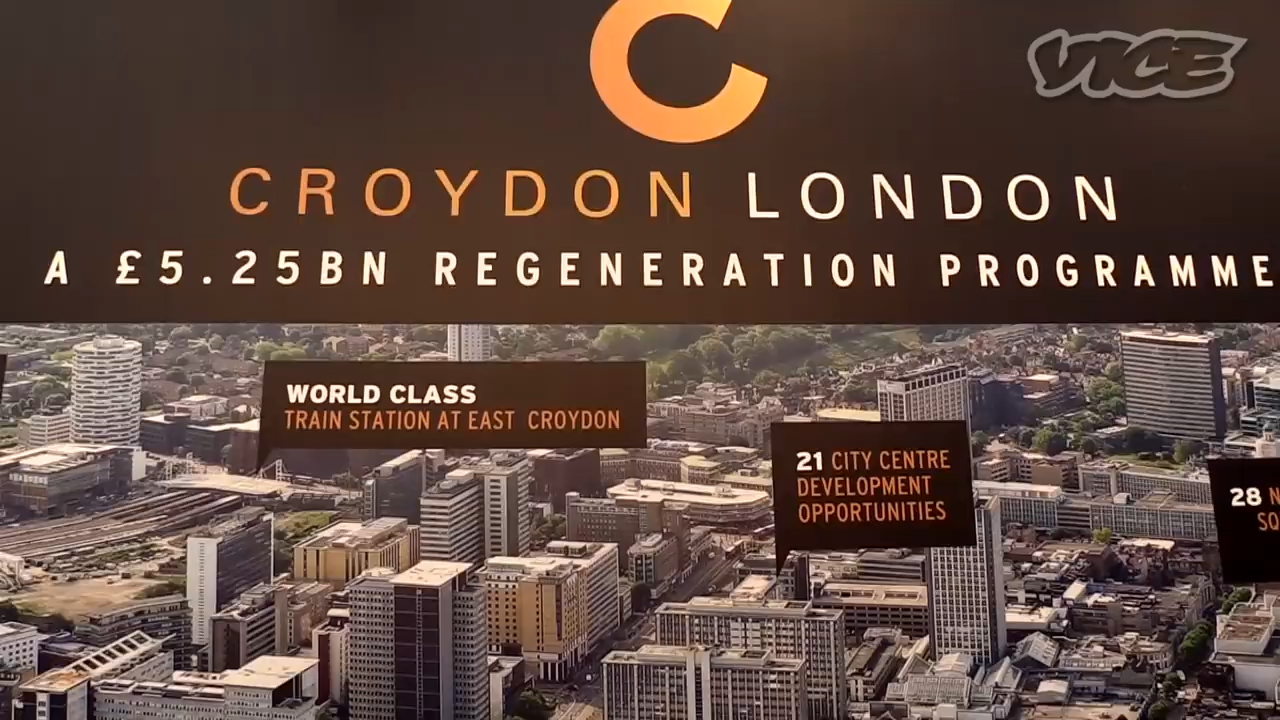 VICE
C
CROYDON LONDON
A £5.25BN REGENERATION PROGRAMME
WORLD CLASS
TRAIN STATION AT EAST CROYDON
21 CITY CENTRE
DEVELOPMENT
OPPORTUNITIES
28